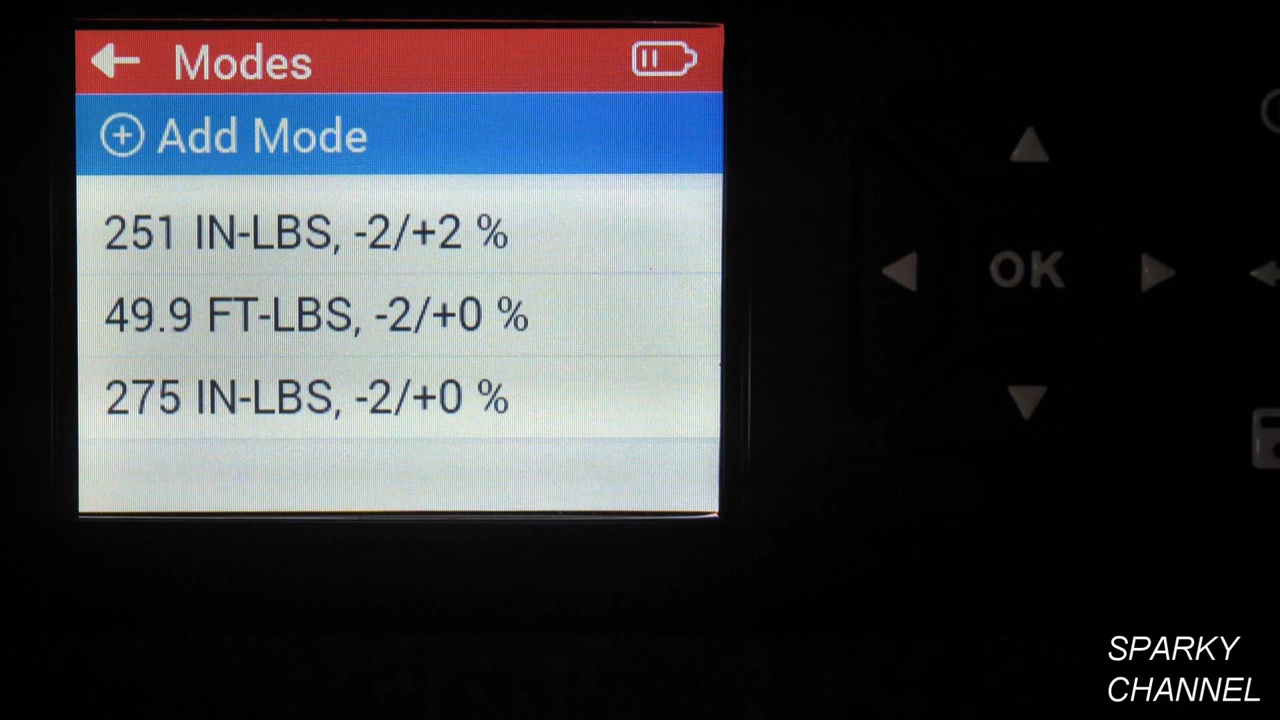 Modes
Add Mode
251 IN-LBS, -2/+2 %
49.9 FT-LBS, -2/+0 %
275 IN-LBS, -2/+0 %
OK
SPARKY
CHANNEL